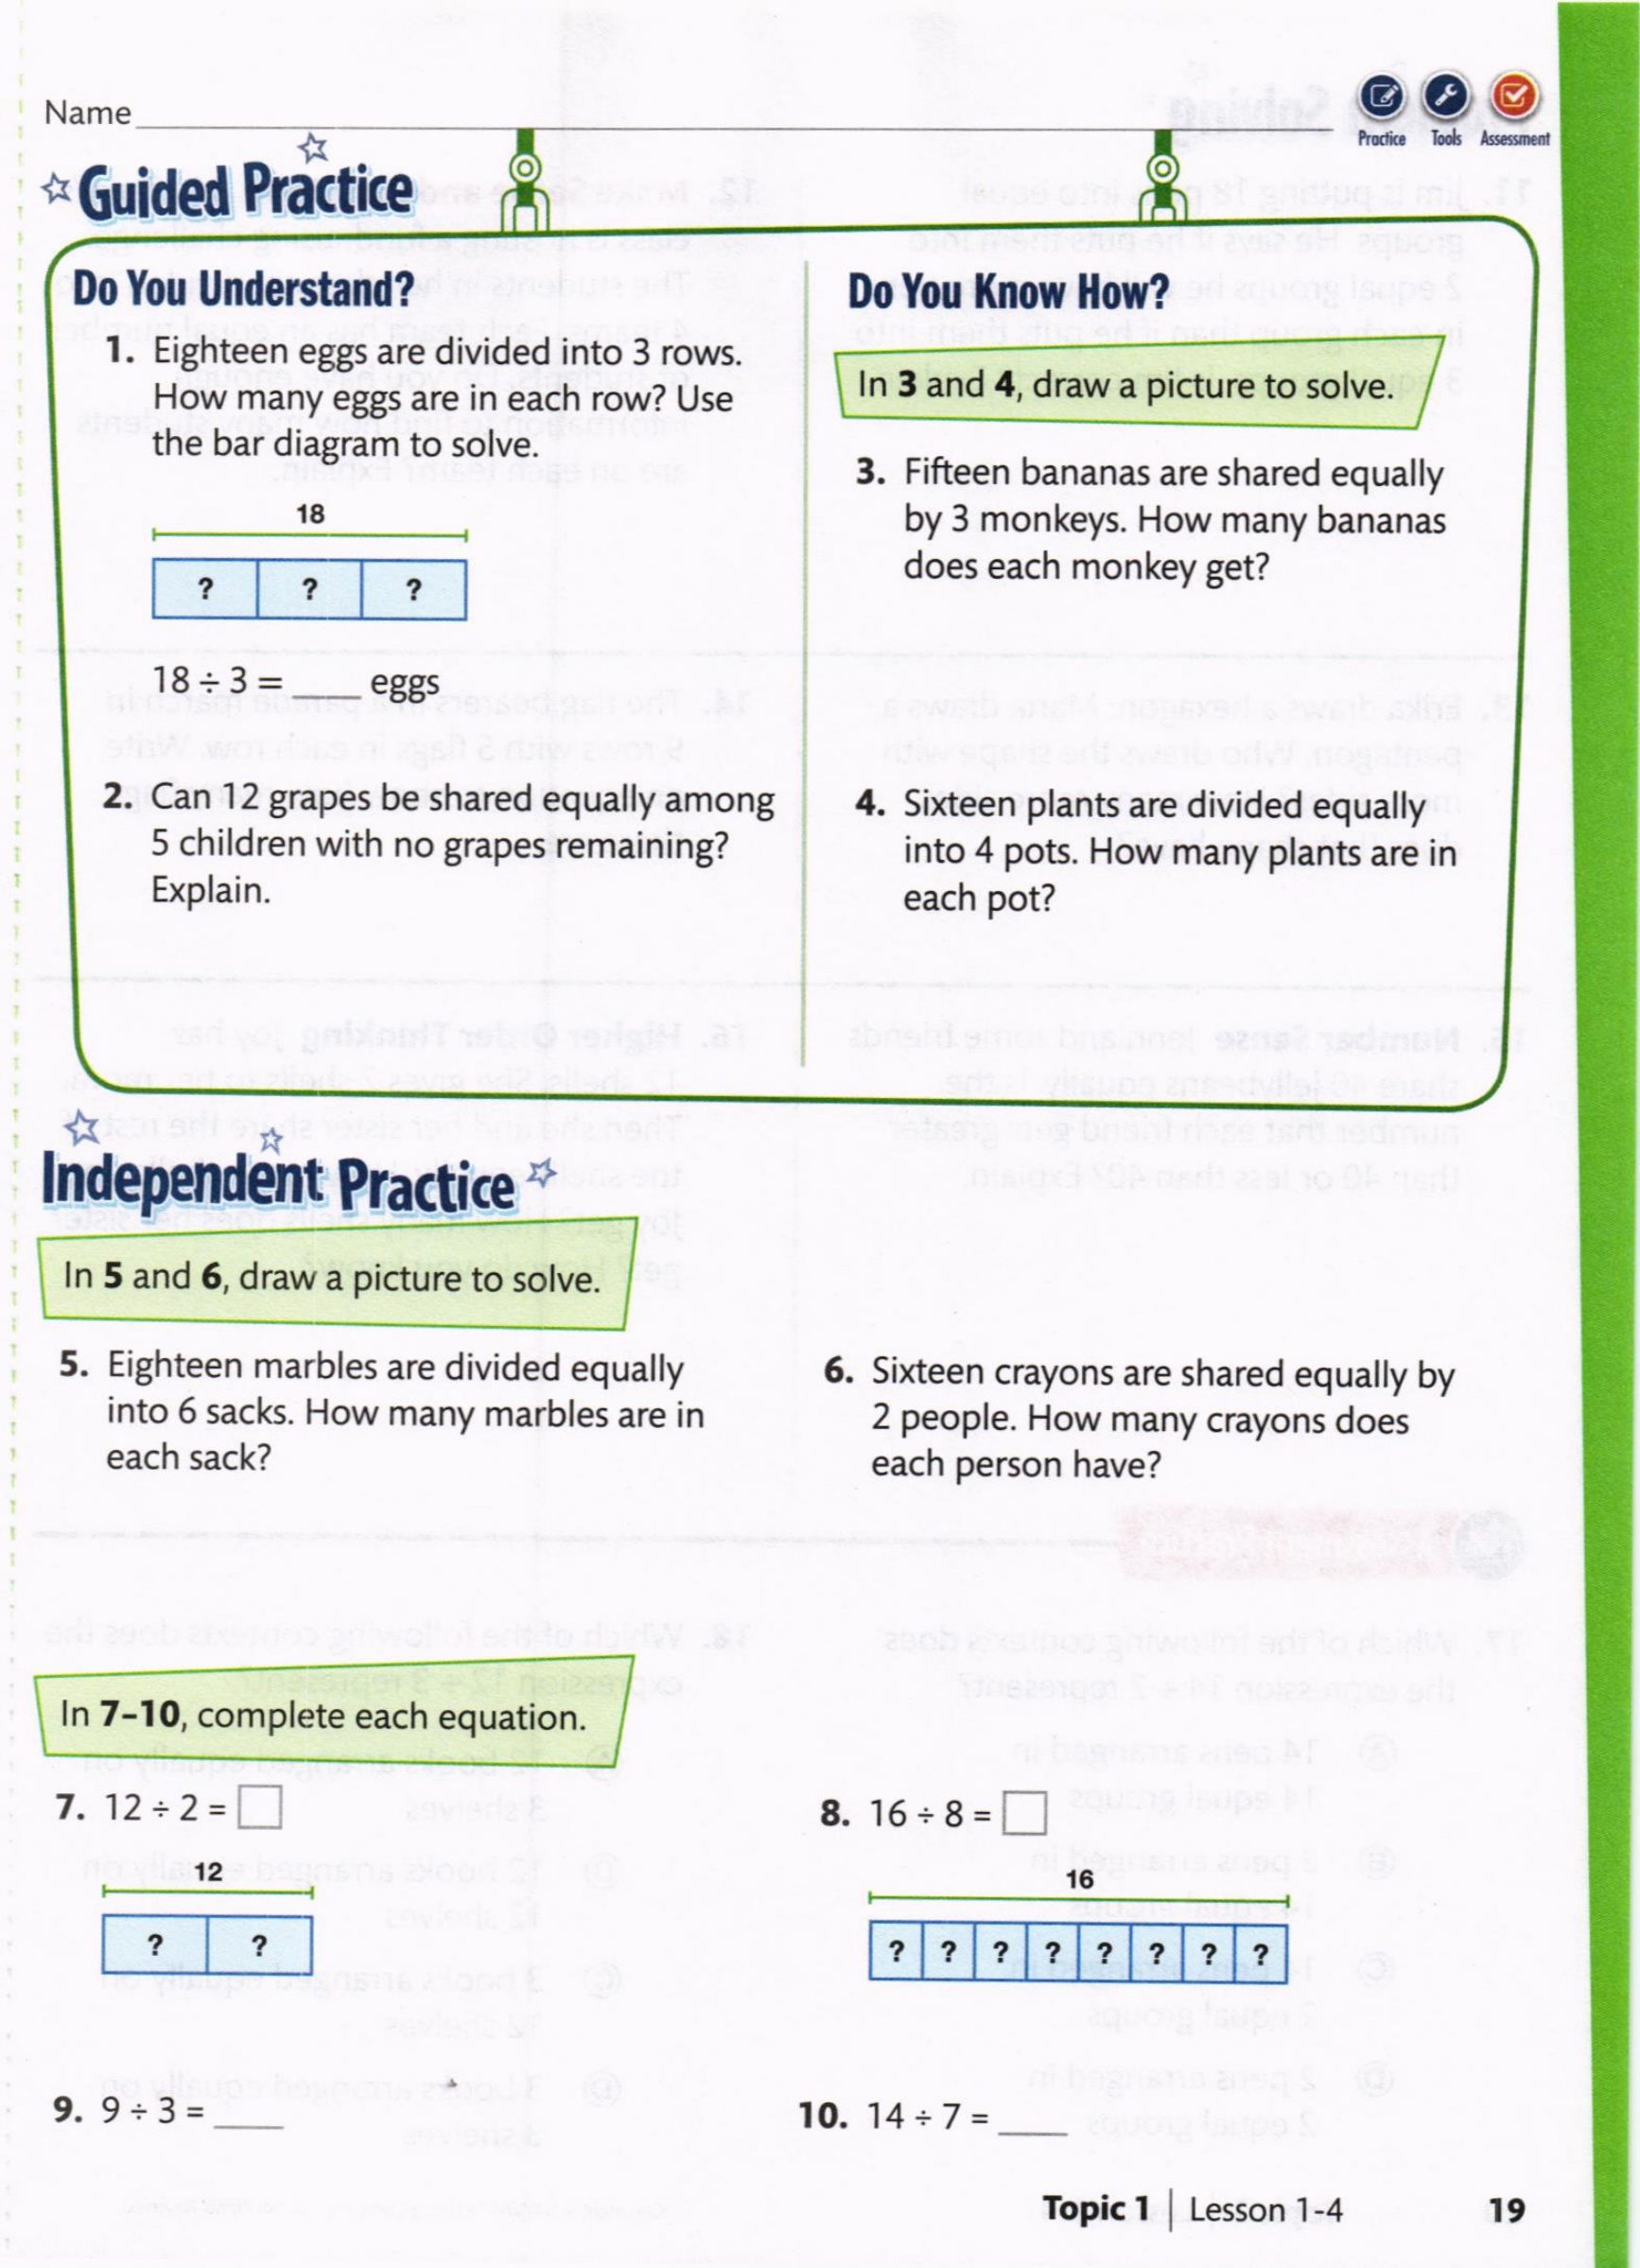 Name
Practice Tools Assessment
Guided Practice
Do You Understand?
1. Eighteen eggs are divided into 3 rows.
How many eggs are in each row? Use
the bar diagram to solve.
18
? ? ?
18 ÷ 3 = ____ eggs
2. Can 12 grapes be shared equally among
5 children with no grapes remaining?
Explain.
Do You Know How?
In 3 and 4, draw a picture to solve.
3. Fifteen bananas are shared equally
by 3 monkeys. How many bananas
does each monkey get?
4. Sixteen plants are divided equally
into 4 pots. How many plants are in
each pot?
Independent Practice
In 5 and 6, draw a picture to solve.
5. Eighteen marbles are divided equally
into 6 sacks. How many marbles are in
each sack?
6. Sixteen crayons are shared equally by
2 people. How many crayons does
each person have?
In 7–10, complete each equation.
7. 12 ÷ 2 = □
12
? ?
8. 16 ÷ 8 = □
16
? ? ? ? ? ? ? ?
9. 9 ÷ 3 = ____
10. 14 ÷ 7 = ____
Topic 1 | Lesson 1-4 19